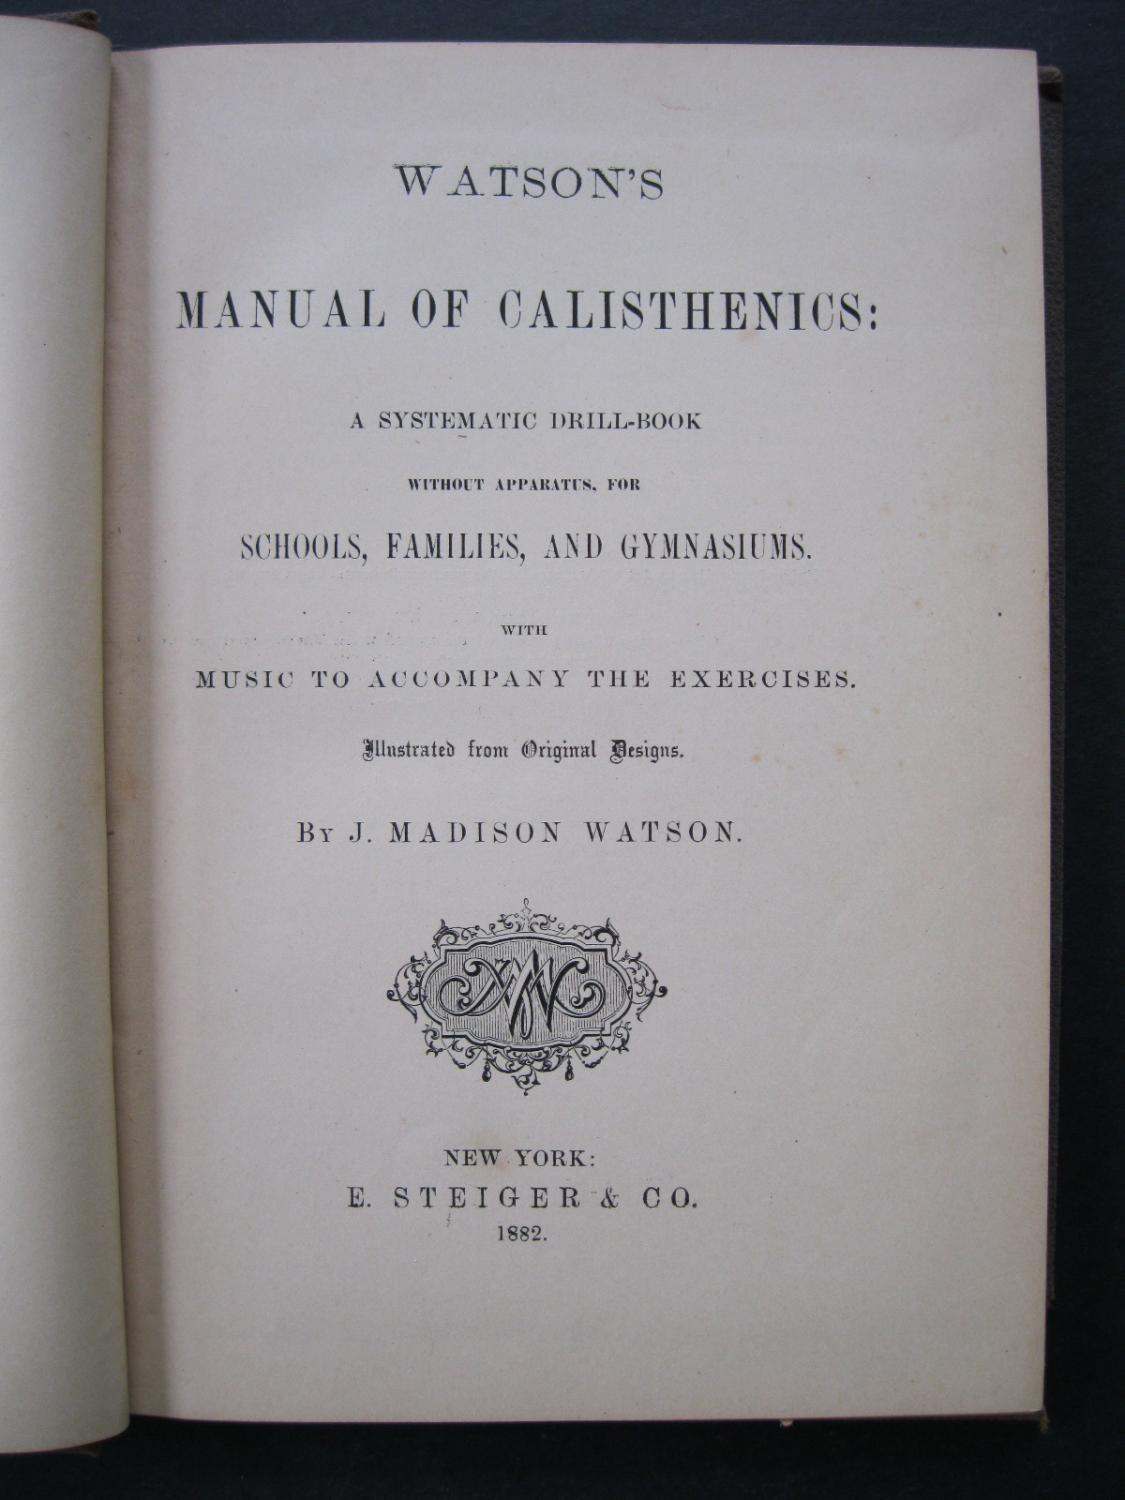 WATSON'S
MANUAL OF CALISTHENICS:
A SYSTEMATIC DRILL-BOOK
WITHOUT APPARATUS, FOR
SCHOOLS, FAMILIES, AND GYMNASIUMS.
WITH
MUSIC TO ACCOMPANY THE EXERCISES.
Illustrated from Original Designs.
BY J. MADISON WATSON.
NEW YORK:
E. STEIGER & CO.
1882.